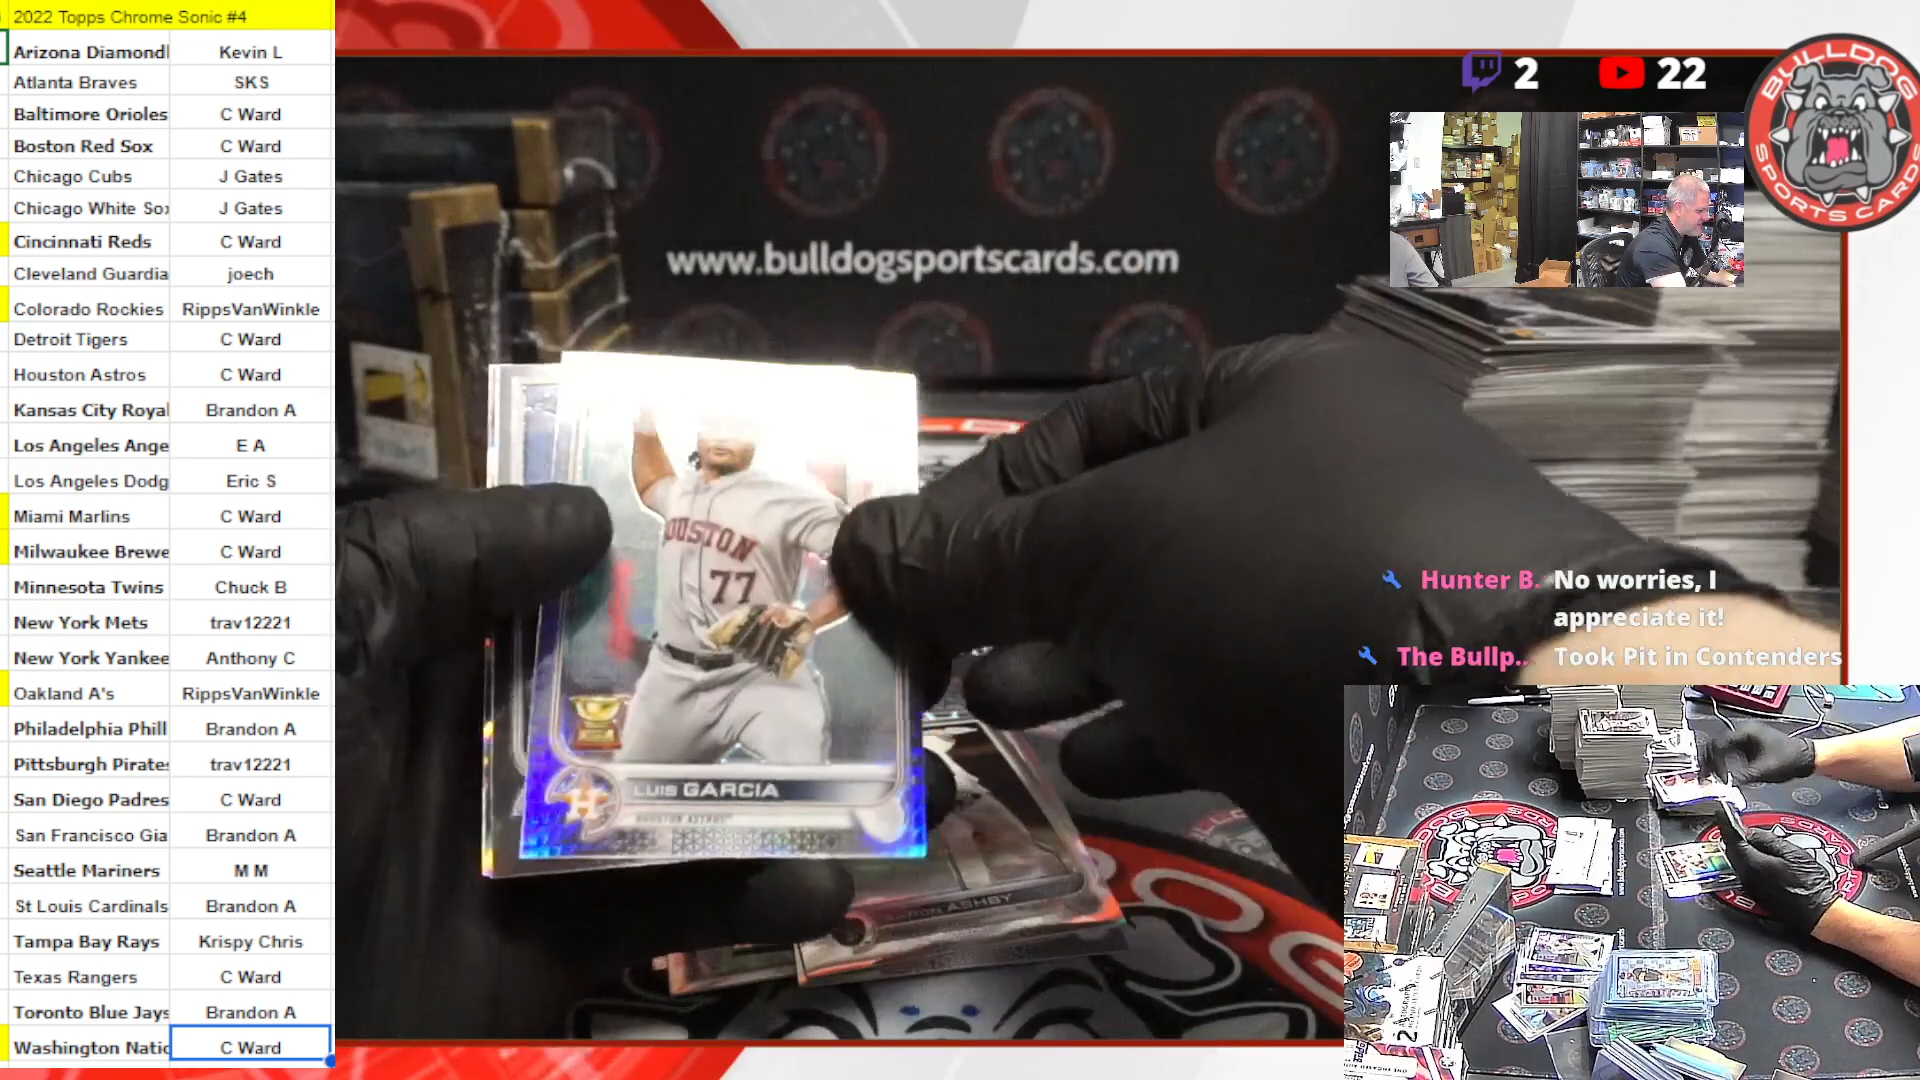 2022 Topps Chrome Sonic #4
Arizona Diamond Kevin L
Atlanta Braves SKS
Baltimore Orioles C Ward
Boston Red Sox C Ward
Chicago Cubs J Gates
Chicago White Sox J Gates
Cincinnati Reds C Ward
Cleveland Guardia joech
Colorado Rockies RippsVanWinkle
Detroit Tigers C Ward
Houston Astros C Ward
Kansas City Royal Brandon A
Los Angeles Ange E A
Los Angeles Dodg Eric S
Miami Marlins C Ward
Milwaukee Brewe C Ward
Minnesota Twins Chuck B
New York Mets trav12221
New York Yankee Anthony C
Oakland A's RippsVanWinkle
Philadelphia Phill Brandon A
Pittsburgh Pirates trav12221
San Diego Padres C Ward
San Francisco Gia Brandon A
Seattle Mariners M M
St Louis Cardinals Brandon A
Tampa Bay Rays Krispy Chris
Texas Rangers C Ward
Toronto Blue Jays Brandon A
Washington Natio C Ward
2 22
BULLDOG
SPORTS CARDS
www.bulldogsportscards.com
HOUSTON
77
LUIS GARCIA
HOUSTON ASTROS
ASHBY
Hunter B. No worries, I
appreciate it!
The Bullp.. Took Pit in Contenders